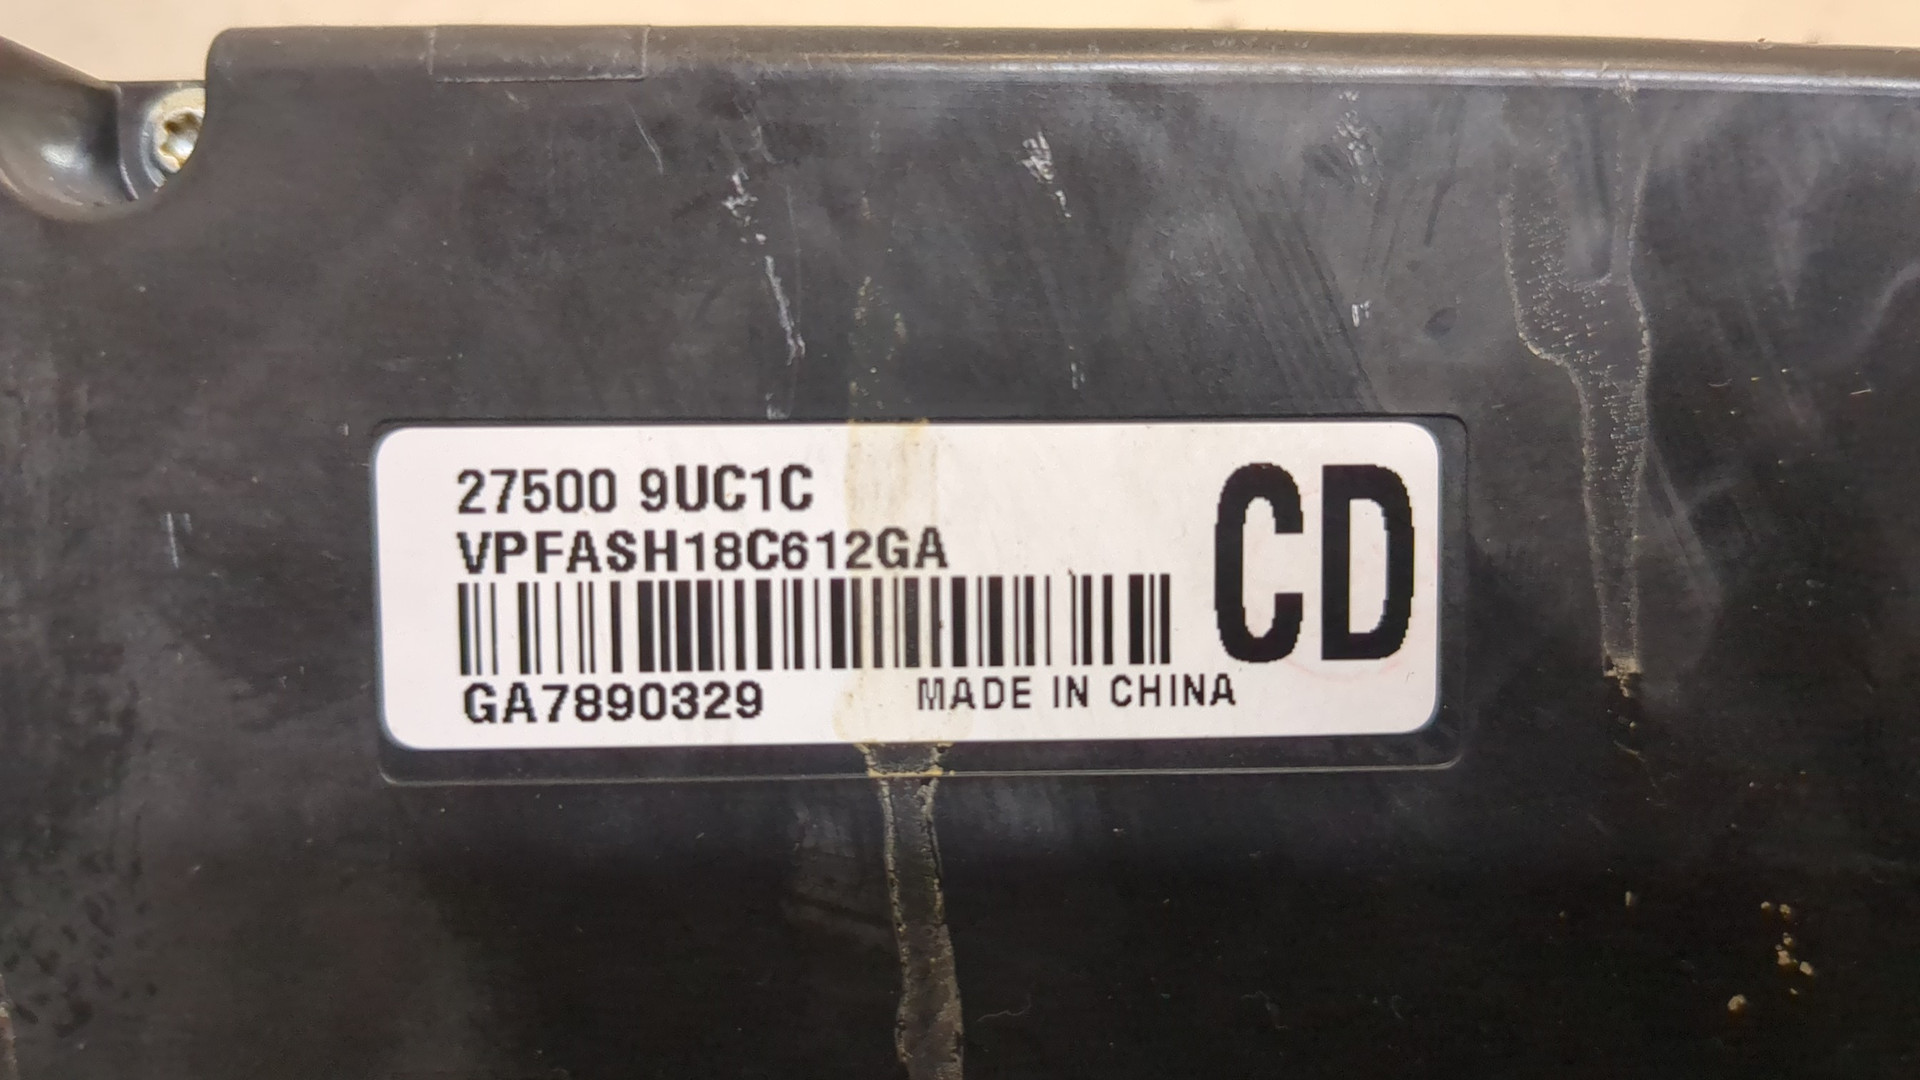 27500 9UC1C
VPFASH18C612GA
CD
GA7890329
MADE IN CHINA